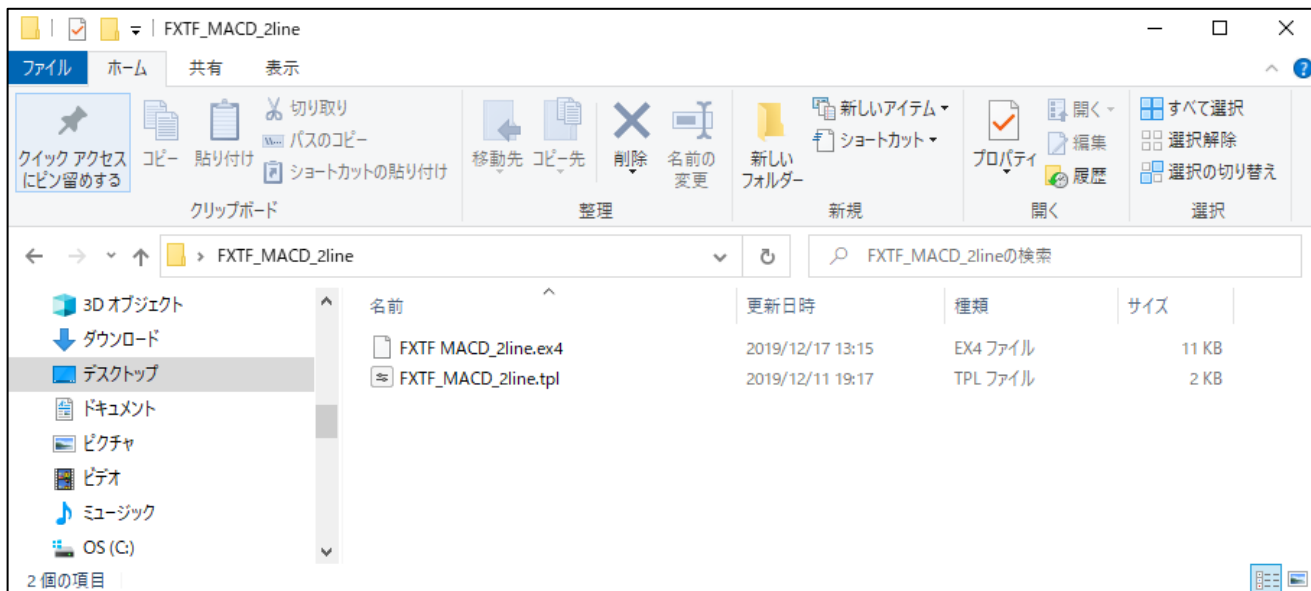 FXTF_MACD_2line
ファイル ホーム 共有 表示
クイック アクセス
にピン留めする
コピー
貼り付け
切り取り
パスのコピー
ショートカットの貼り付け
クリップボード
移動先
コピー先
削除
名前の
変更
整理
新しい
フォルダー
新しいアイテム
ショートカット
新規
プロパティ
開く
編集
履歴
開く
すべて選択
選択解除
選択の切り替え
選択
FXTF_MACD_2line
FXTF_MACD_2lineの検索
3D オブジェクト
ダウンロード
デスクトップ
ドキュメント
ピクチャ
ビデオ
ミュージック
OS (C:)
名前 更新日時 種類 サイズ
FXTF MACD_2line.ex4 2019/12/17 13:15 EX4 ファイル 11 KB
FXTF_MACD_2line.tpl 2019/12/11 19:17 TPL ファイル 2 KB
2 個の項目